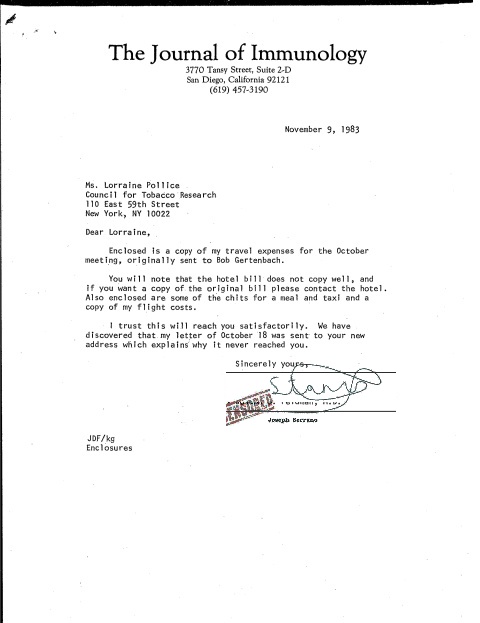 The Journal of Immunology
3770 Tansy Street, Suite 2-D
San Diego, California 92121
(619) 457-3190
November 9, 1983
Ms. Lorraine Pollice
Council for Tobacco Research
110 East 59th Street
New York, NY 10022
Dear Lorraine,
Enclosed is a copy of my travel expenses for the October
meeting, originally sent to Bob Gertenbach.
You will note that the hotel bill does not copy well, and
if you want a copy of the original bill please contact the hotel.
Also enclosed are some of the chits for a meal and taxi and a
copy of my flight costs.
I trust this will reach you satisfactorily. We have
discovered that my letter of October 18 was sent to your new
address which explains why it never reached you.
Sincerely yours,
CENSORED
Joseph Serrano
JDF/kg
Enclosures